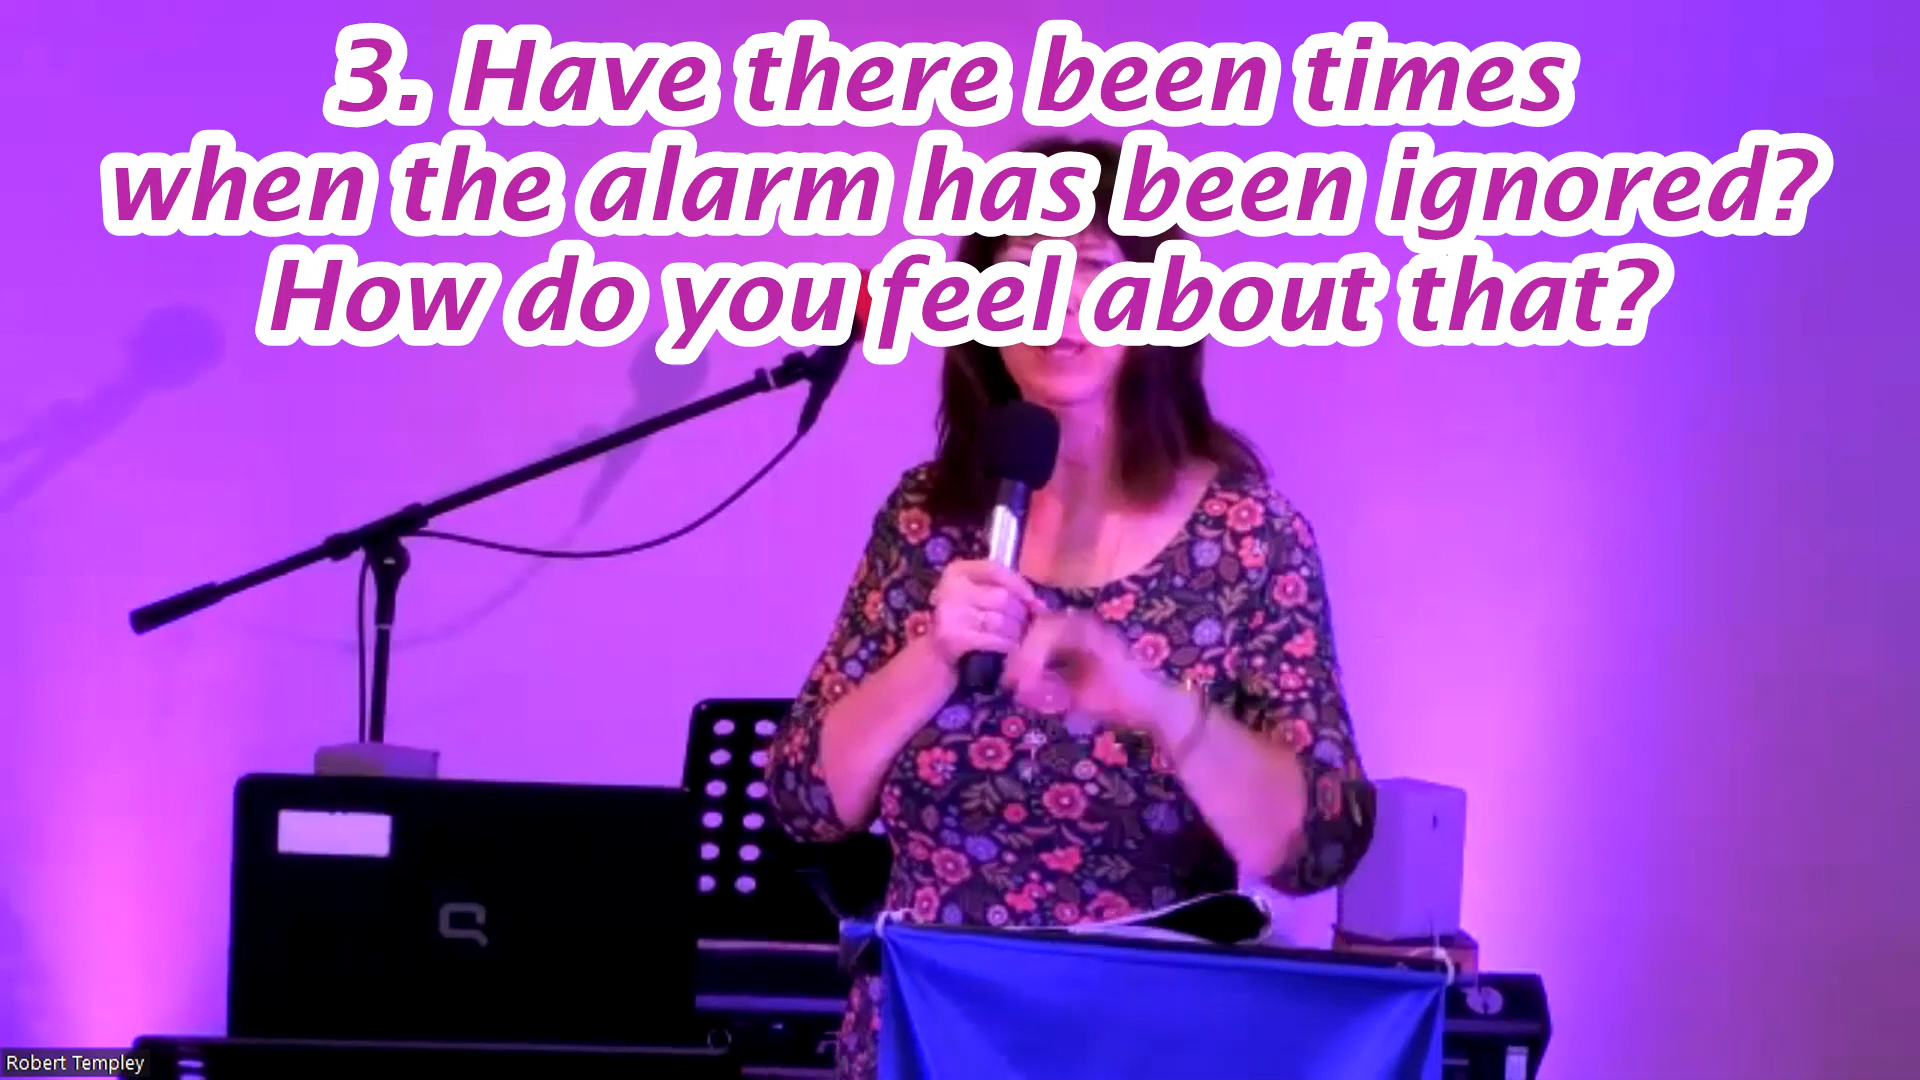 3. Have there been times
when the alarm has been ignored?
How do you feel about that?
Robert Templey